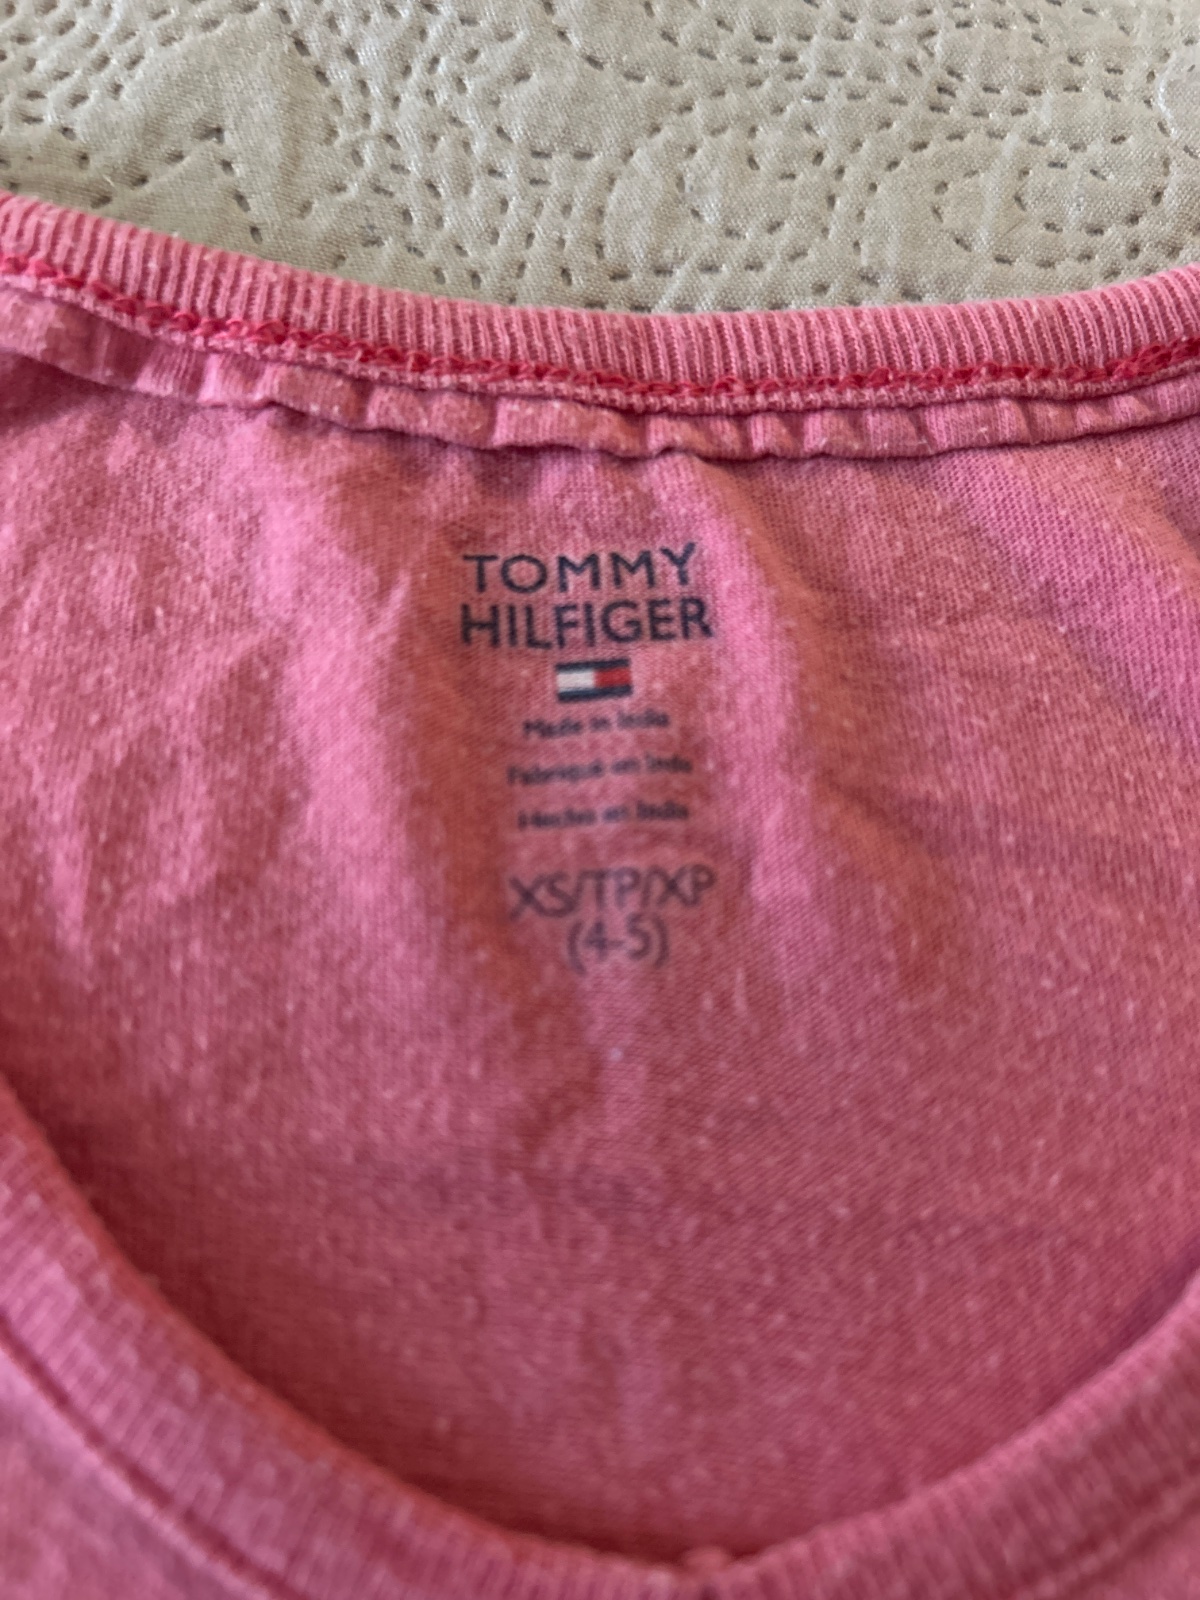 TOMMY
HILFIGER
Made in India
Fabriqué en Inde
Hecho en India
XS/TP/XP
(4-5)